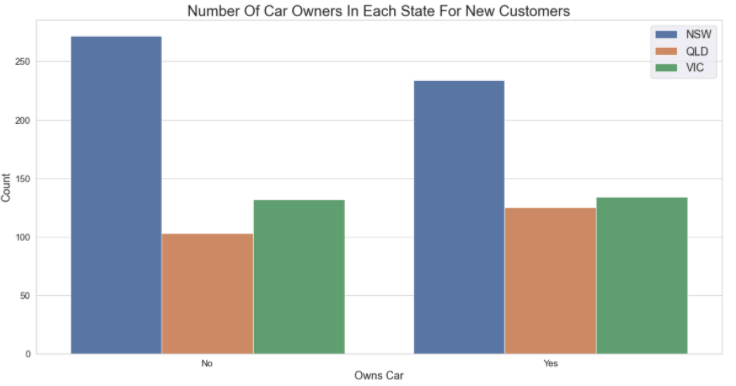 Number Of Car Owners In Each State For New Customers
NSW
QLD
VIC
250
200
150
100
50
0
Count
No
Yes
Owns Car